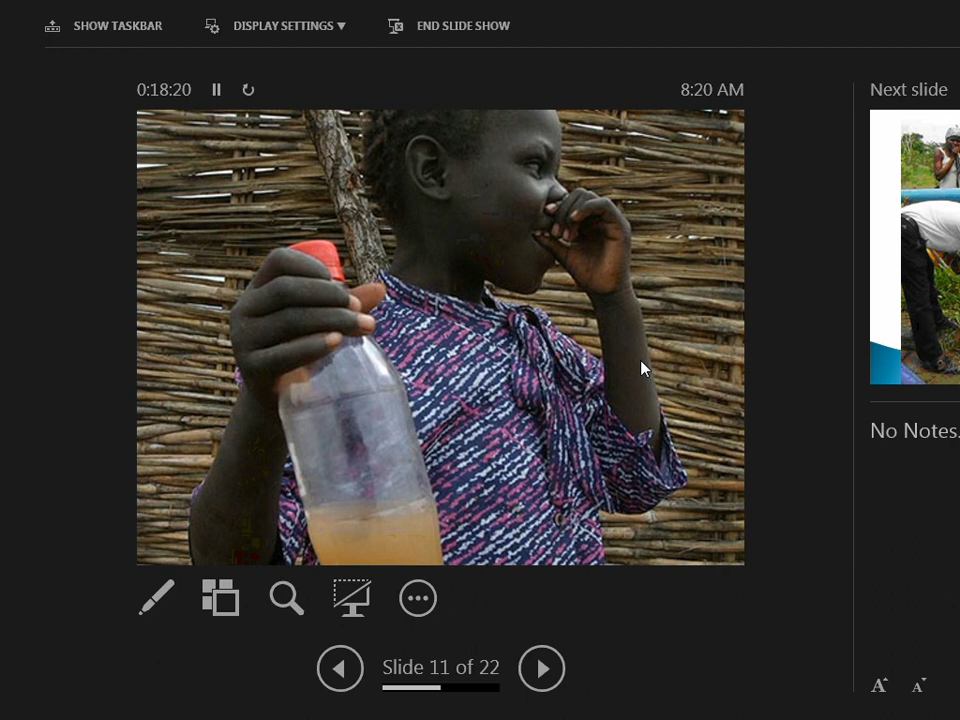 SHOW TASKBAR
DISPLAY SETTINGS ▼
END SLIDE SHOW
0:18:20
8:20 AM
Next slide
No Notes.
Slide 11 of 22
A
A